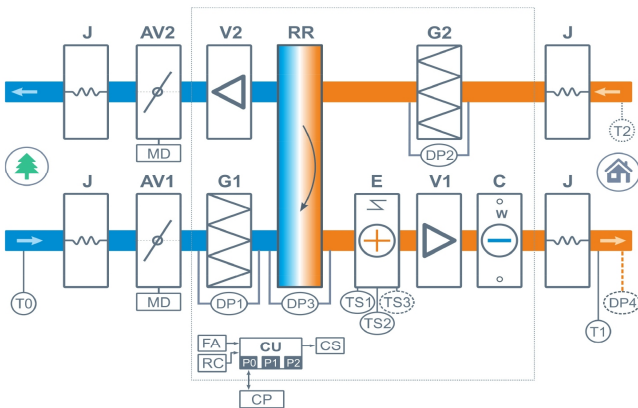 J AV2 V2 RR G2 J
MD DP2 T2
J AV1 G1 E V1 C J
W
MD DP1 DP3 TS1 TS3 DP4
T0 TS2 T1
FA CU CS
RC P0 P1 P2
CP